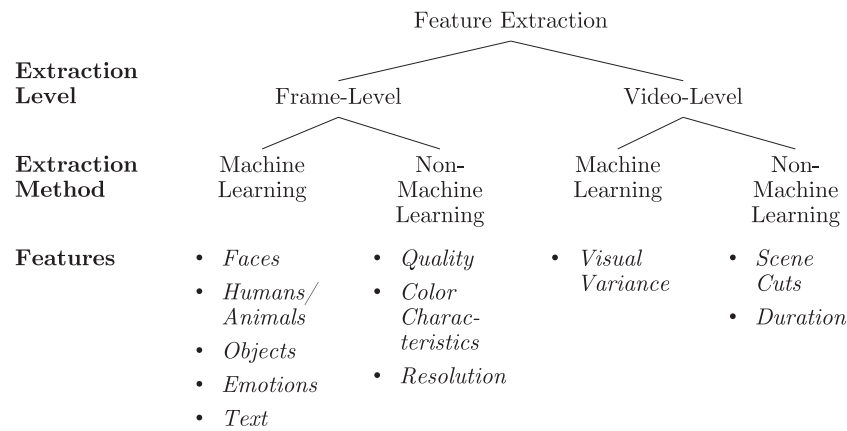 Feature Extraction
Extraction
Level
Frame-Level
Video-Level
Extraction
Method
Machine
Learning
Non-
Machine
Learning
Machine
Learning
Non-
Machine
Learning
Features
• Faces
• Humans/
Animals
• Objects
• Emotions
• Text
• Quality
• Color
Charac-
teristics
• Resolution
• Visual
Variance
• Scene
Cuts
• Duration